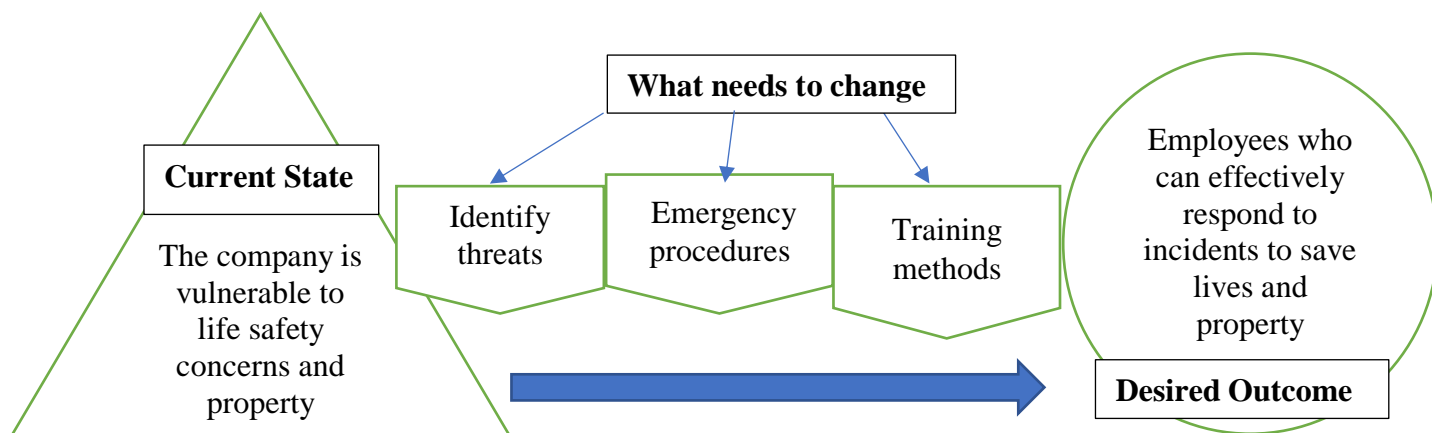 What needs to change
Current State
The company is
vulnerable to
life safety
concerns and
property
Identify
threats
Emergency
procedures
Training
methods
Employees who
can effectively
respond to
incidents to save
lives and
property
Desired Outcome